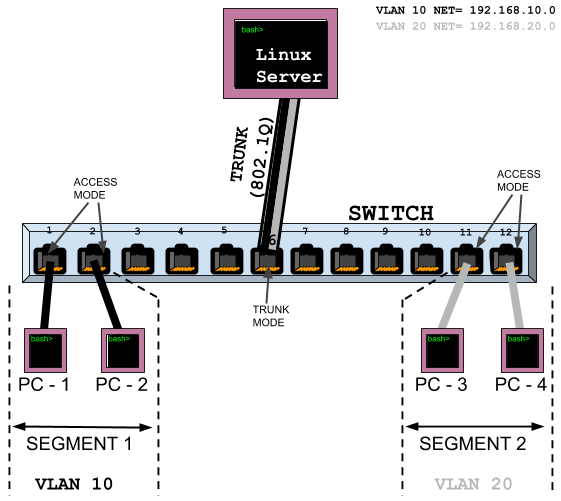 VLAN 10 NET= 192.168.10.0
VLAN 20 NET= 192.168.20.0
bash>
Linux
Server
TRUNK
(802.1Q)
ACCESS
MODE
ACCESS
MODE
SWITCH
1 2 3 4 5 6 7 8 9 10 11 12
TRUNK
MODE
bash> bash> bash> bash>
PC - 1 PC - 2 PC - 3 PC - 4
SEGMENT 1 SEGMENT 2
VLAN 10 VLAN 20